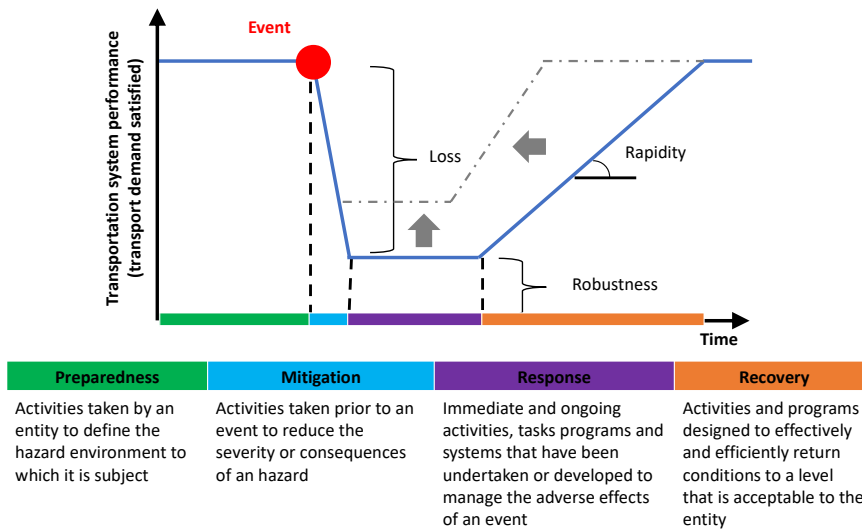 Event
Transportation system performance
(transport demand satisfied)
Loss
Rapidity
Robustness
Time
Preparedness
Mitigation
Response
Recovery
Activities taken by an
entity to define the
hazard environment to
which it is subject
Activities taken prior to an
event to reduce the
severity or consequences
of an hazard
Immediate and ongoing
activities, tasks programs and
systems that have been
undertaken or developed to
manage the adverse effects
of an event
Activities and programs
designed to effectively
and efficiently return
conditions to a level
that is acceptable to the
entity